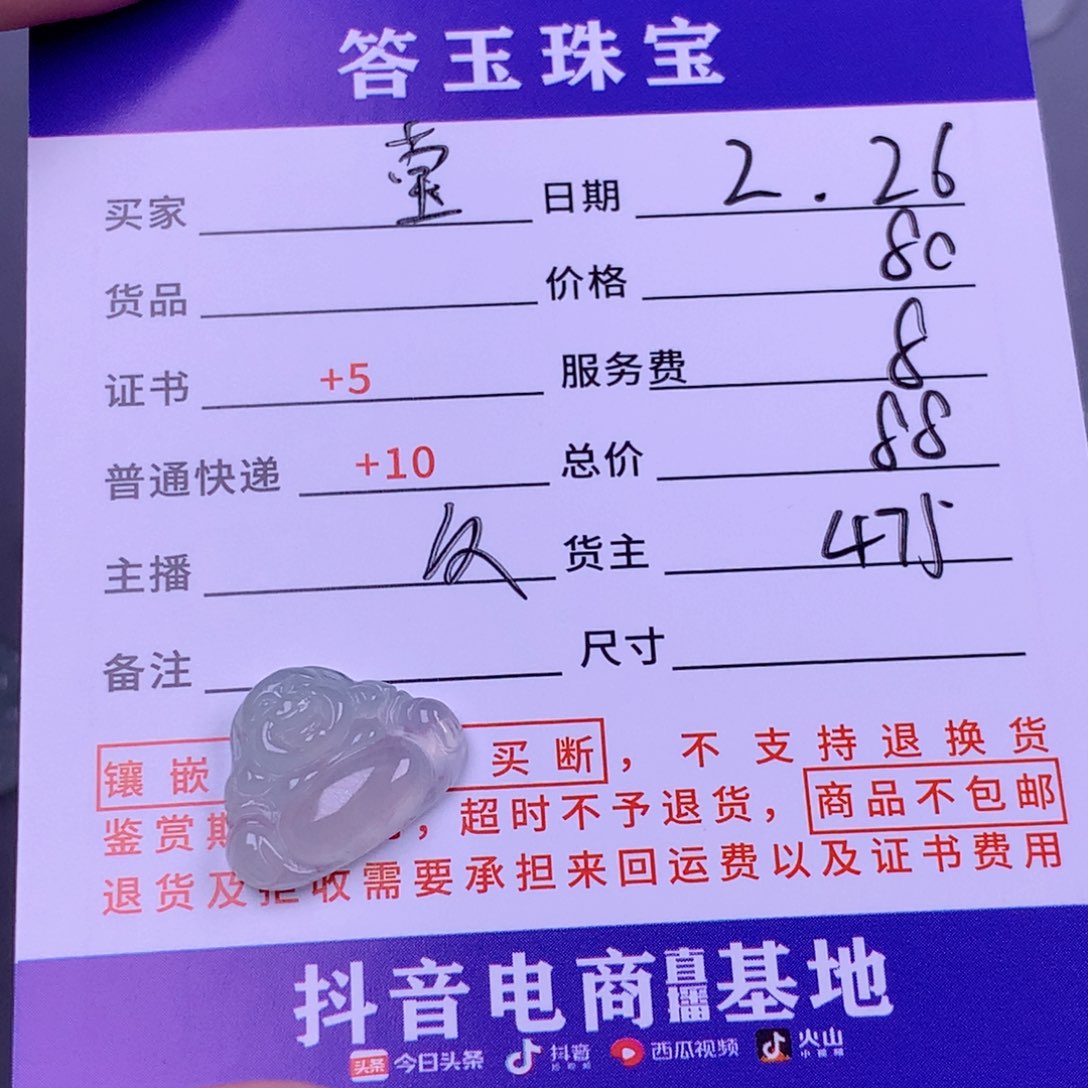 答玉珠宝
买家 日期 2.26
货品 价格 80
证书 +5 服务费 8
普通快递 +10 总价 88
主播 货主
备注 尺寸
镶嵌 买断，不支持退换货
鉴赏期 ，超时不予退货，商品不包邮
退货及拒收需要承担来回运费以及证书费用
抖音电商直播基地
头条 今日头条 抖音 西瓜视频 火山